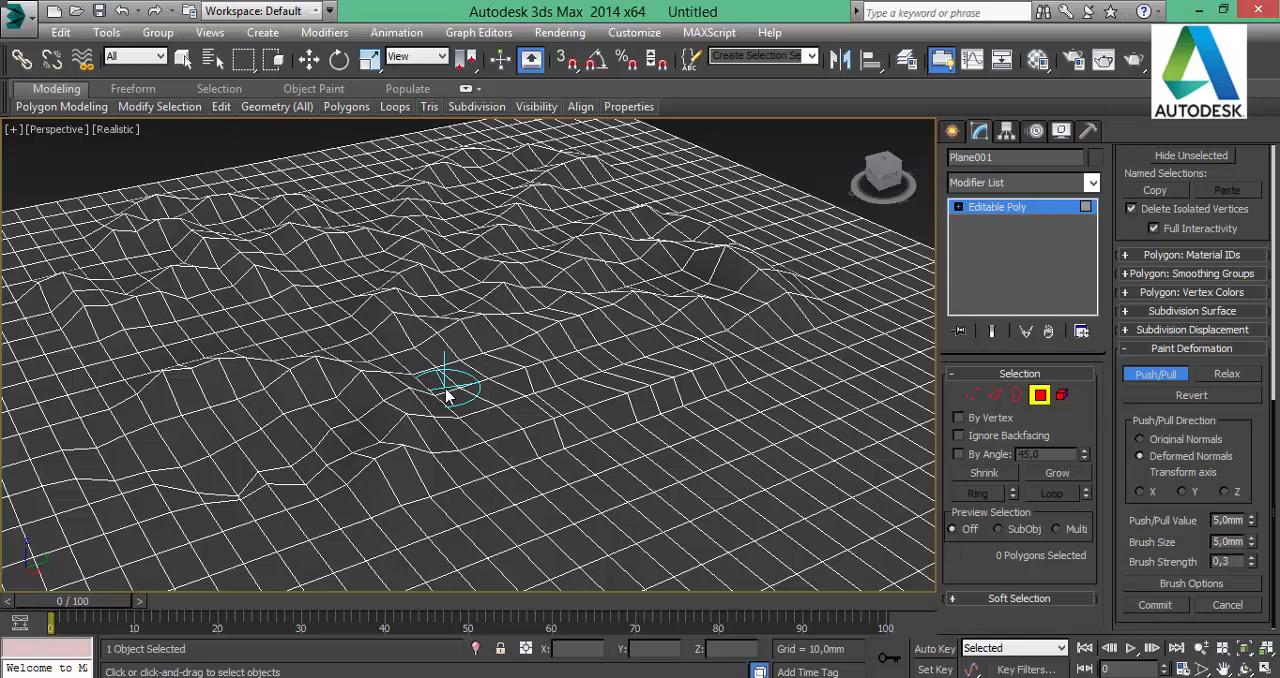 Workspace: Default
Autodesk 3ds Max 2014 x64 Untitled
Type a keyword or phrase
Edit Tools Group Views Create Modifiers Animation Graph Editors Rendering Customize MAXScript Help
All
View
Create Selection Se
AUTODESK
Modeling Freeform Selection Object Paint Populate
Polygon Modeling Modify Selection Edit Geometry (All) Polygons Loops Tris Subdivision Visibility Align Properties
[+] [Perspective] [Realistic]
Plane001
Modifier List
Editable Poly
Selection
By Vertex
Ignore Backfacing
By Angle: 45,0
Shrink Grow
Ring Loop
Preview Selection
Off SubObj Multi
0 Polygons Selected
Soft Selection
Hide Unselected
Named Selections:
Copy Paste
Delete Isolated Vertices
Full Interactivity
Polygon: Material IDs
Polygon: Smoothing Groups
Polygon: Vertex Colors
Subdivision Surface
Subdivision Displacement
Paint Deformation
Push/Pull Relax
Revert
Push/Pull Direction
Original Normals
Deformed Normals
Transform axis
X Y Z
Push/Pull Value 5,0mm
Brush Size 5,0mm
Brush Strength 0,3
Brush Options
Commit Cancel
0 / 100
0 10 20 30 40 50 60 70 80 90 100
1 Object Selected
X: Y: Z:
Grid = 10,0mm
Auto Key Selected
Welcome to M
Click or click-and-drag to select objects
Add Time Tag
Set Key Key Filters... 0